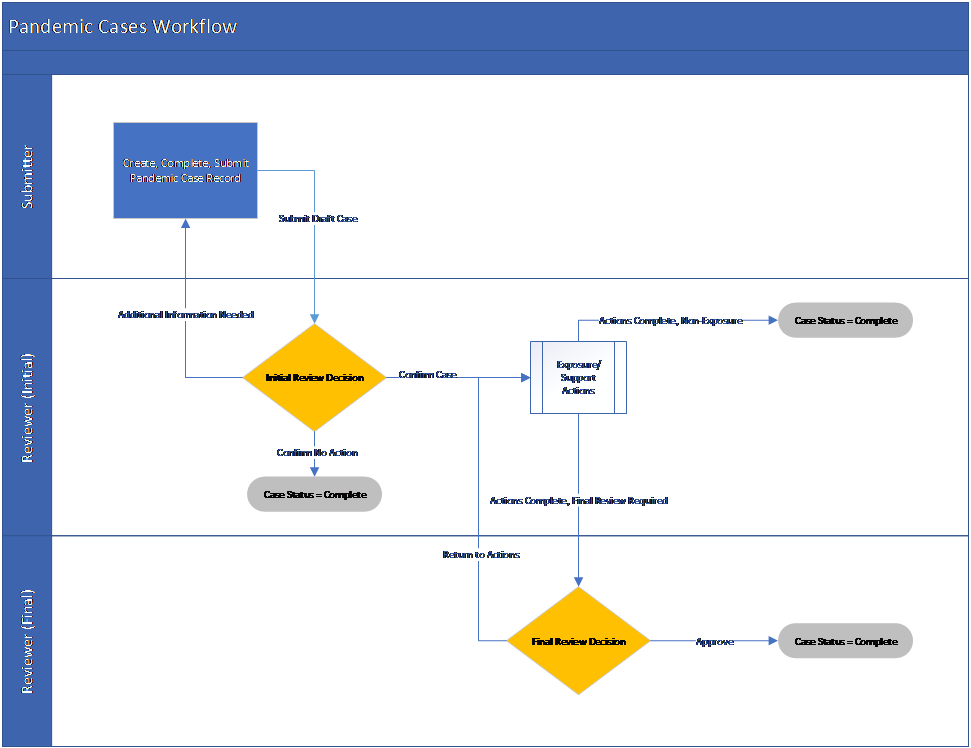 Pandemic Cases Workflow
Submitter
Create, Complete, Submit
Pandemic Case Record
Submit Draft Case
Additional Information Needed
Reviewer (Initial)
Initial Review Decision
Confirm Case
Exposure/
Support
Actions
Actions Complete, Non-Exposure
Case Status = Complete
Confirm No Action
Case Status = Complete
Actions Complete, Final Review Required
Reviewer (Final)
Return to Actions
Final Review Decision
Approve
Case Status = Complete